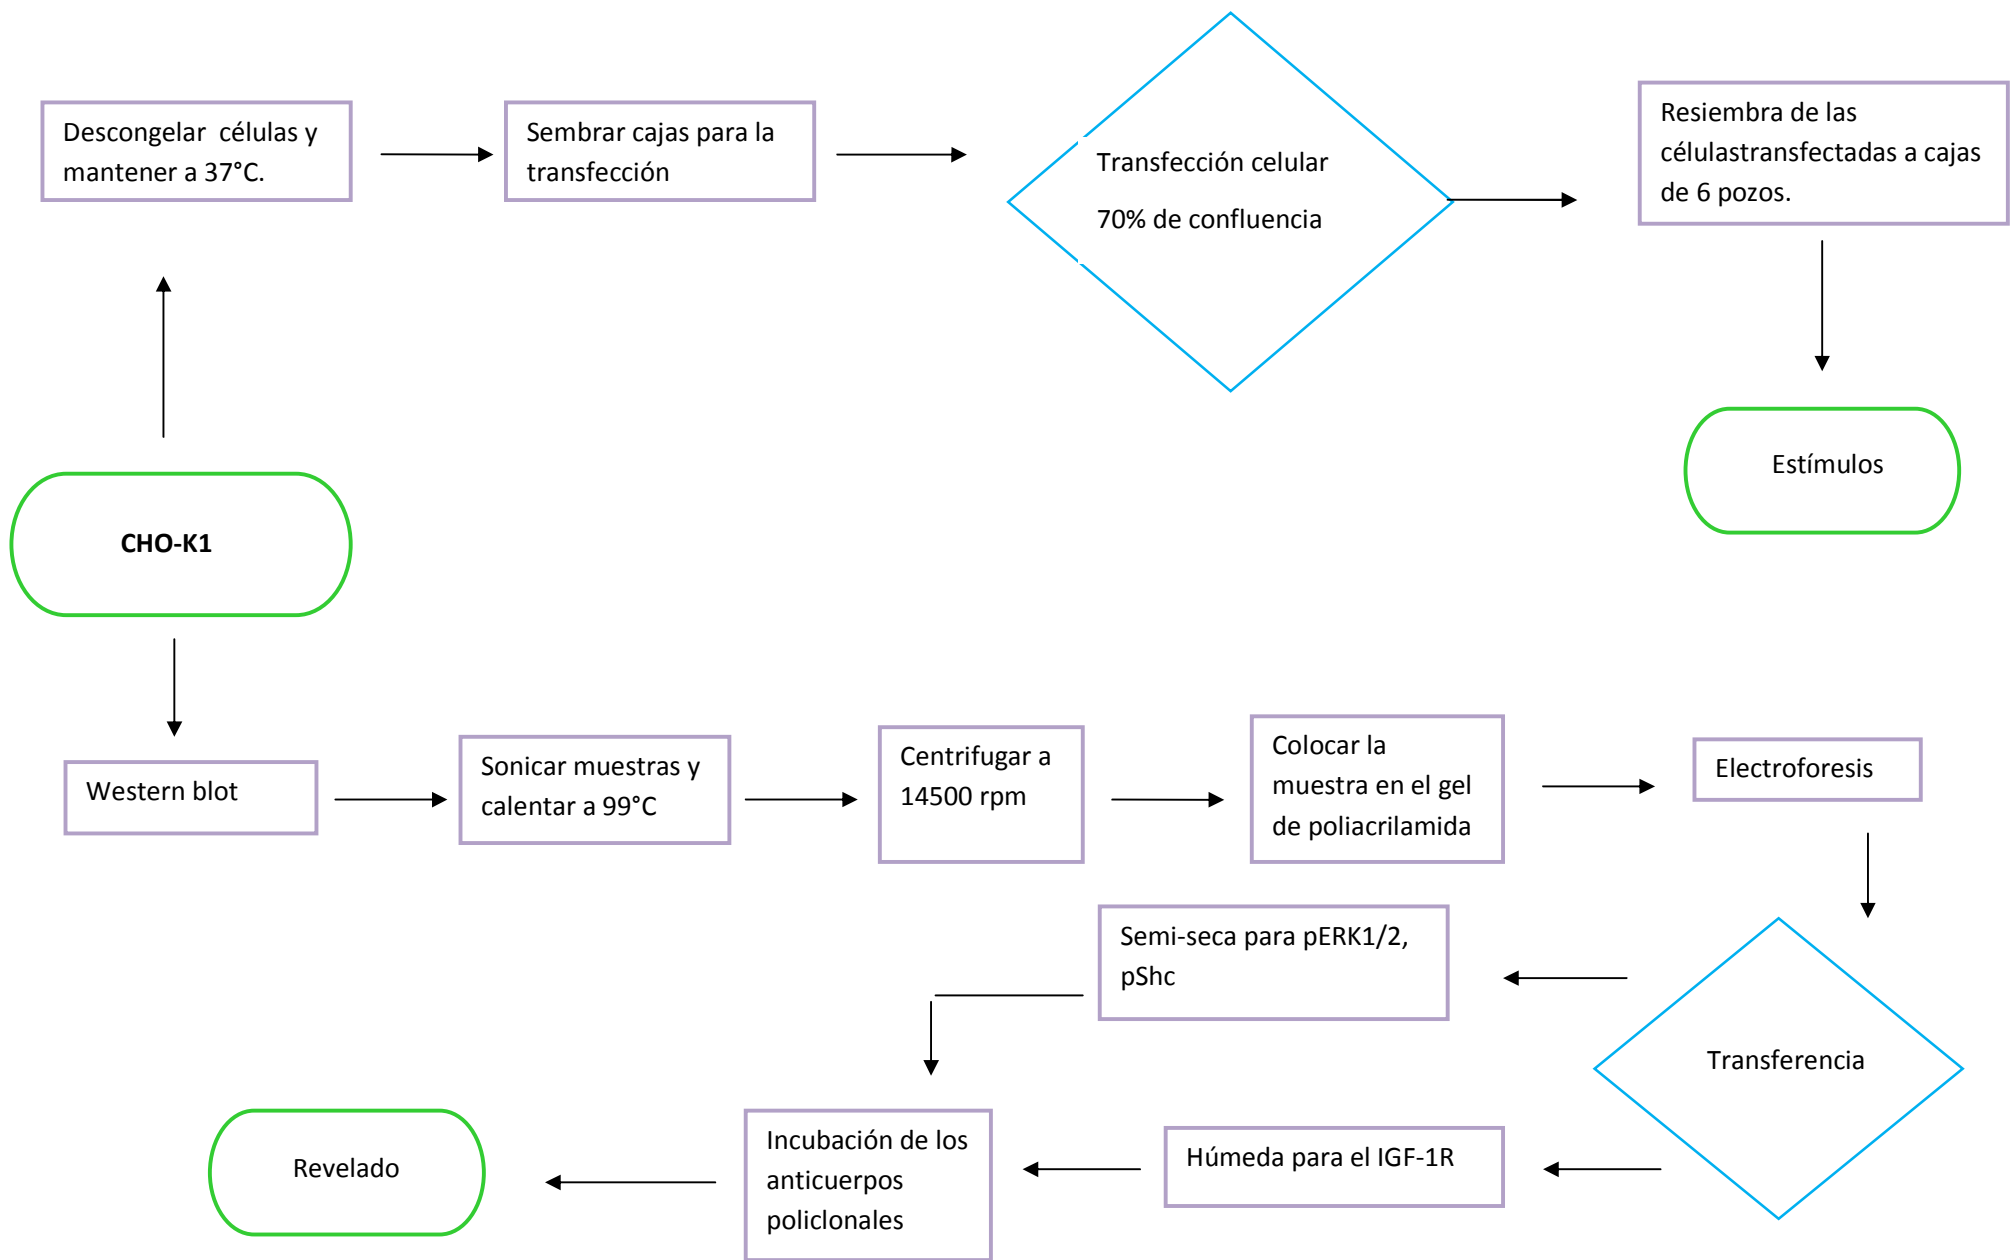 Descongelar células y
mantener a 37°C.
Sembrar cajas para la
transfección
Transfección celular
70% de confluencia
Resiembra de las
célulastransfectadas a cajas
de 6 pozos.
Estímulos
CHO-K1
Western blot
Sonicar muestras y
calentar a 99°C
Centrifugar a
14500 rpm
Colocar la
muestra en el gel
de poliacrilamida
Electroforesis
Transferencia
Semi-seca para pERK1/2,
pShc
Húmeda para el IGF-1R
Incubación de los
anticuerpos
policlonales
Revelado